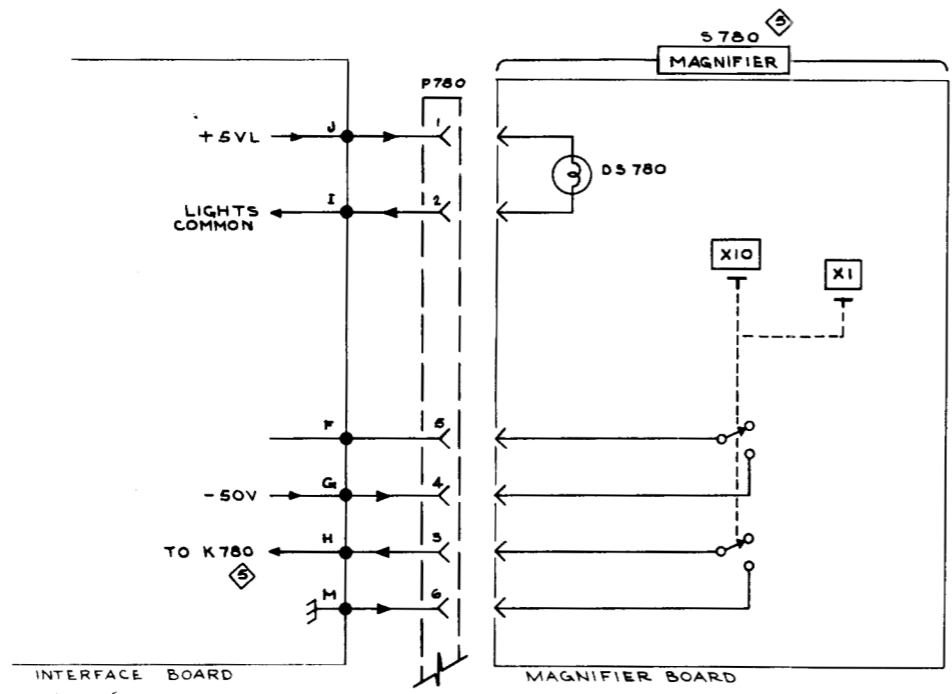 S780 5
MAGNIFIER
P780
+5VL J 1
DS780
LIGHTS
COMMON I 2
X10
X1
F 5
-50V G 4
TO K780 H 3
5
M 6
INTERFACE BOARD
MAGNIFIER BOARD